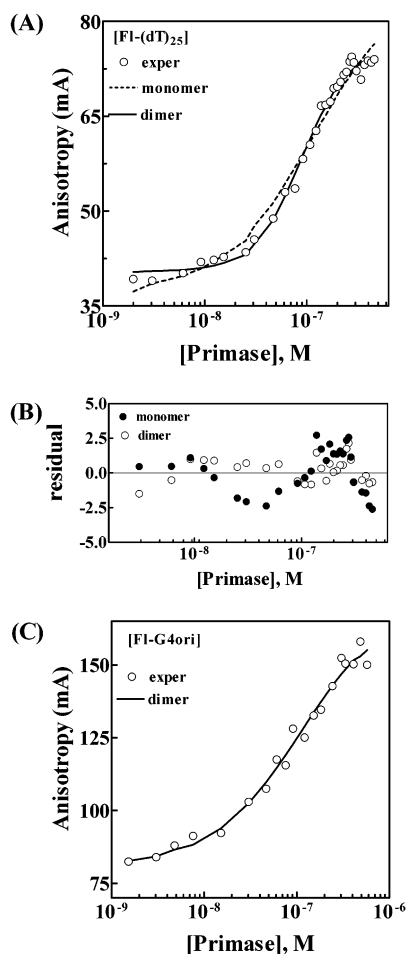 (A)
[Fl-(dT)25]
exper
monomer
dimer
Anisotropy (mA)
80
65
50
35
10-9
10-8
10-7
[Primase], M
(B)
monomer
dimer
residual
5.0
2.5
0.0
-2.5
-5.0
10-8
10-7
[Primase], M
(C)
[Fl-G4ori]
exper
dimer
Anisotropy (mA)
150
125
100
75
10-9
10-8
10-7
10-6
[Primase], M